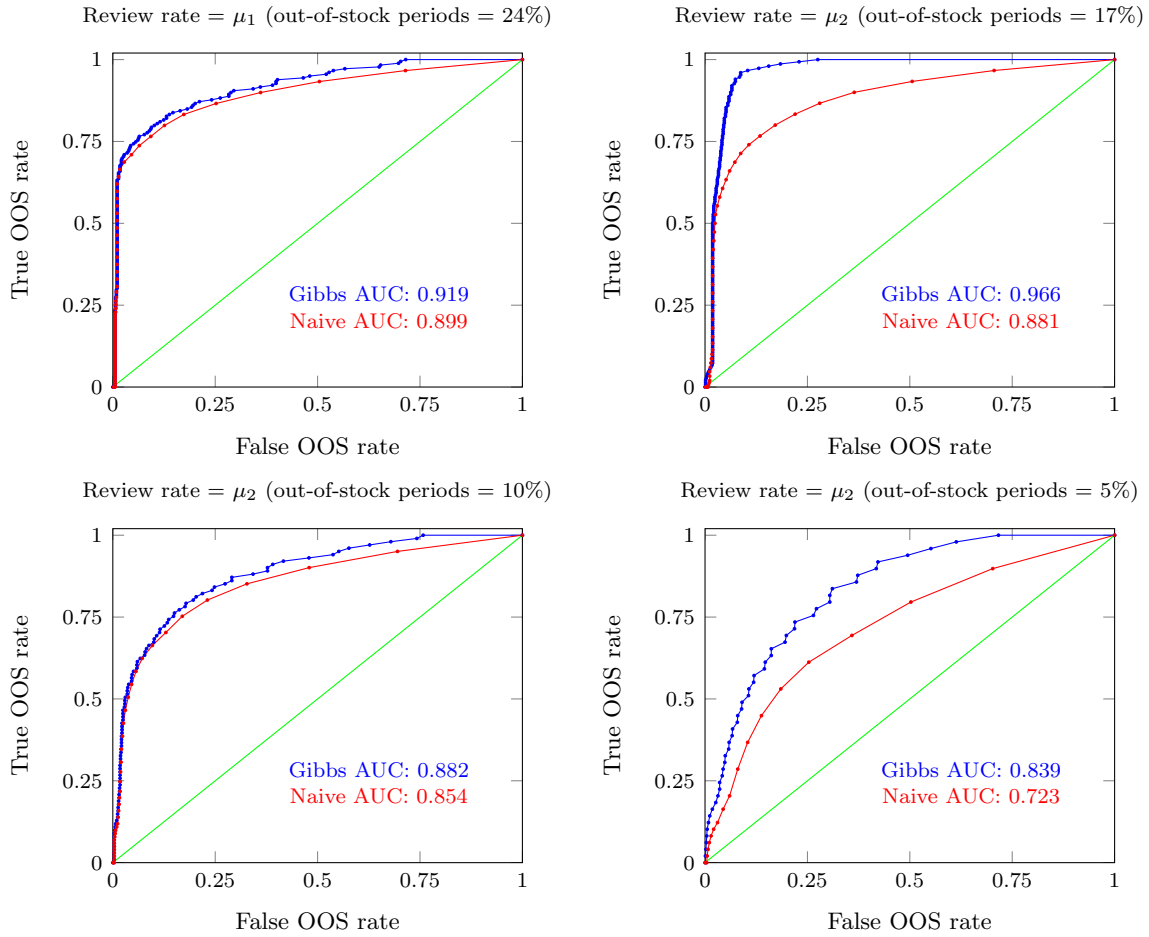 Review rate = μ₁ (out-of-stock periods = 24%)
1
0.75
0.5
0.25
0
0
0.25
0.5
0.75
1
True OOS rate
False OOS rate
Gibbs AUC: 0.919
Naive AUC: 0.899
Review rate = μ₂ (out-of-stock periods = 17%)
1
0.75
0.5
0.25
0
0
0.25
0.5
0.75
1
True OOS rate
False OOS rate
Gibbs AUC: 0.966
Naive AUC: 0.881
Review rate = μ₂ (out-of-stock periods = 10%)
1
0.75
0.5
0.25
0
0
0.25
0.5
0.75
1
True OOS rate
False OOS rate
Gibbs AUC: 0.882
Naive AUC: 0.854
Review rate = μ₂ (out-of-stock periods = 5%)
1
0.75
0.5
0.25
0
0
0.25
0.5
0.75
1
True OOS rate
False OOS rate
Gibbs AUC: 0.839
Naive AUC: 0.723